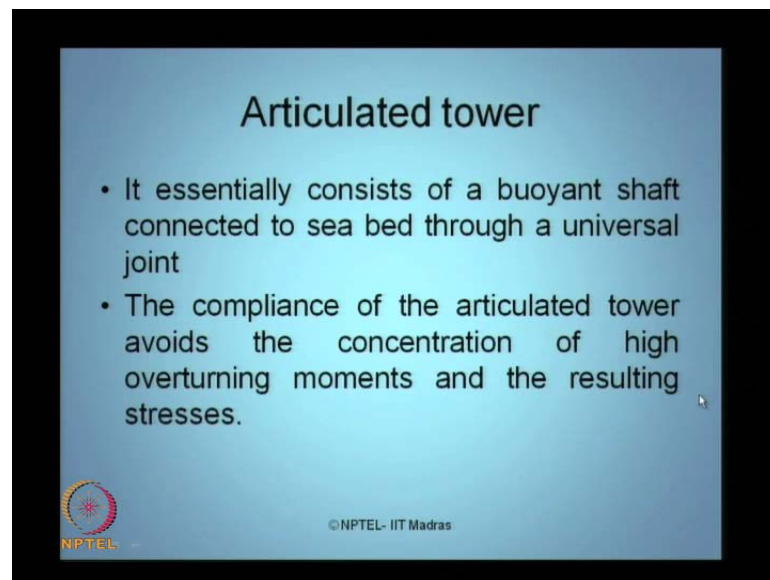 Articulated tower
• It essentially consists of a buoyant shaft
connected to sea bed through a universal
joint
• The compliance of the articulated tower
avoids the concentration of high
overturning moments and the resulting
stresses.
©NPTEL- IIT Madras
NPTEL